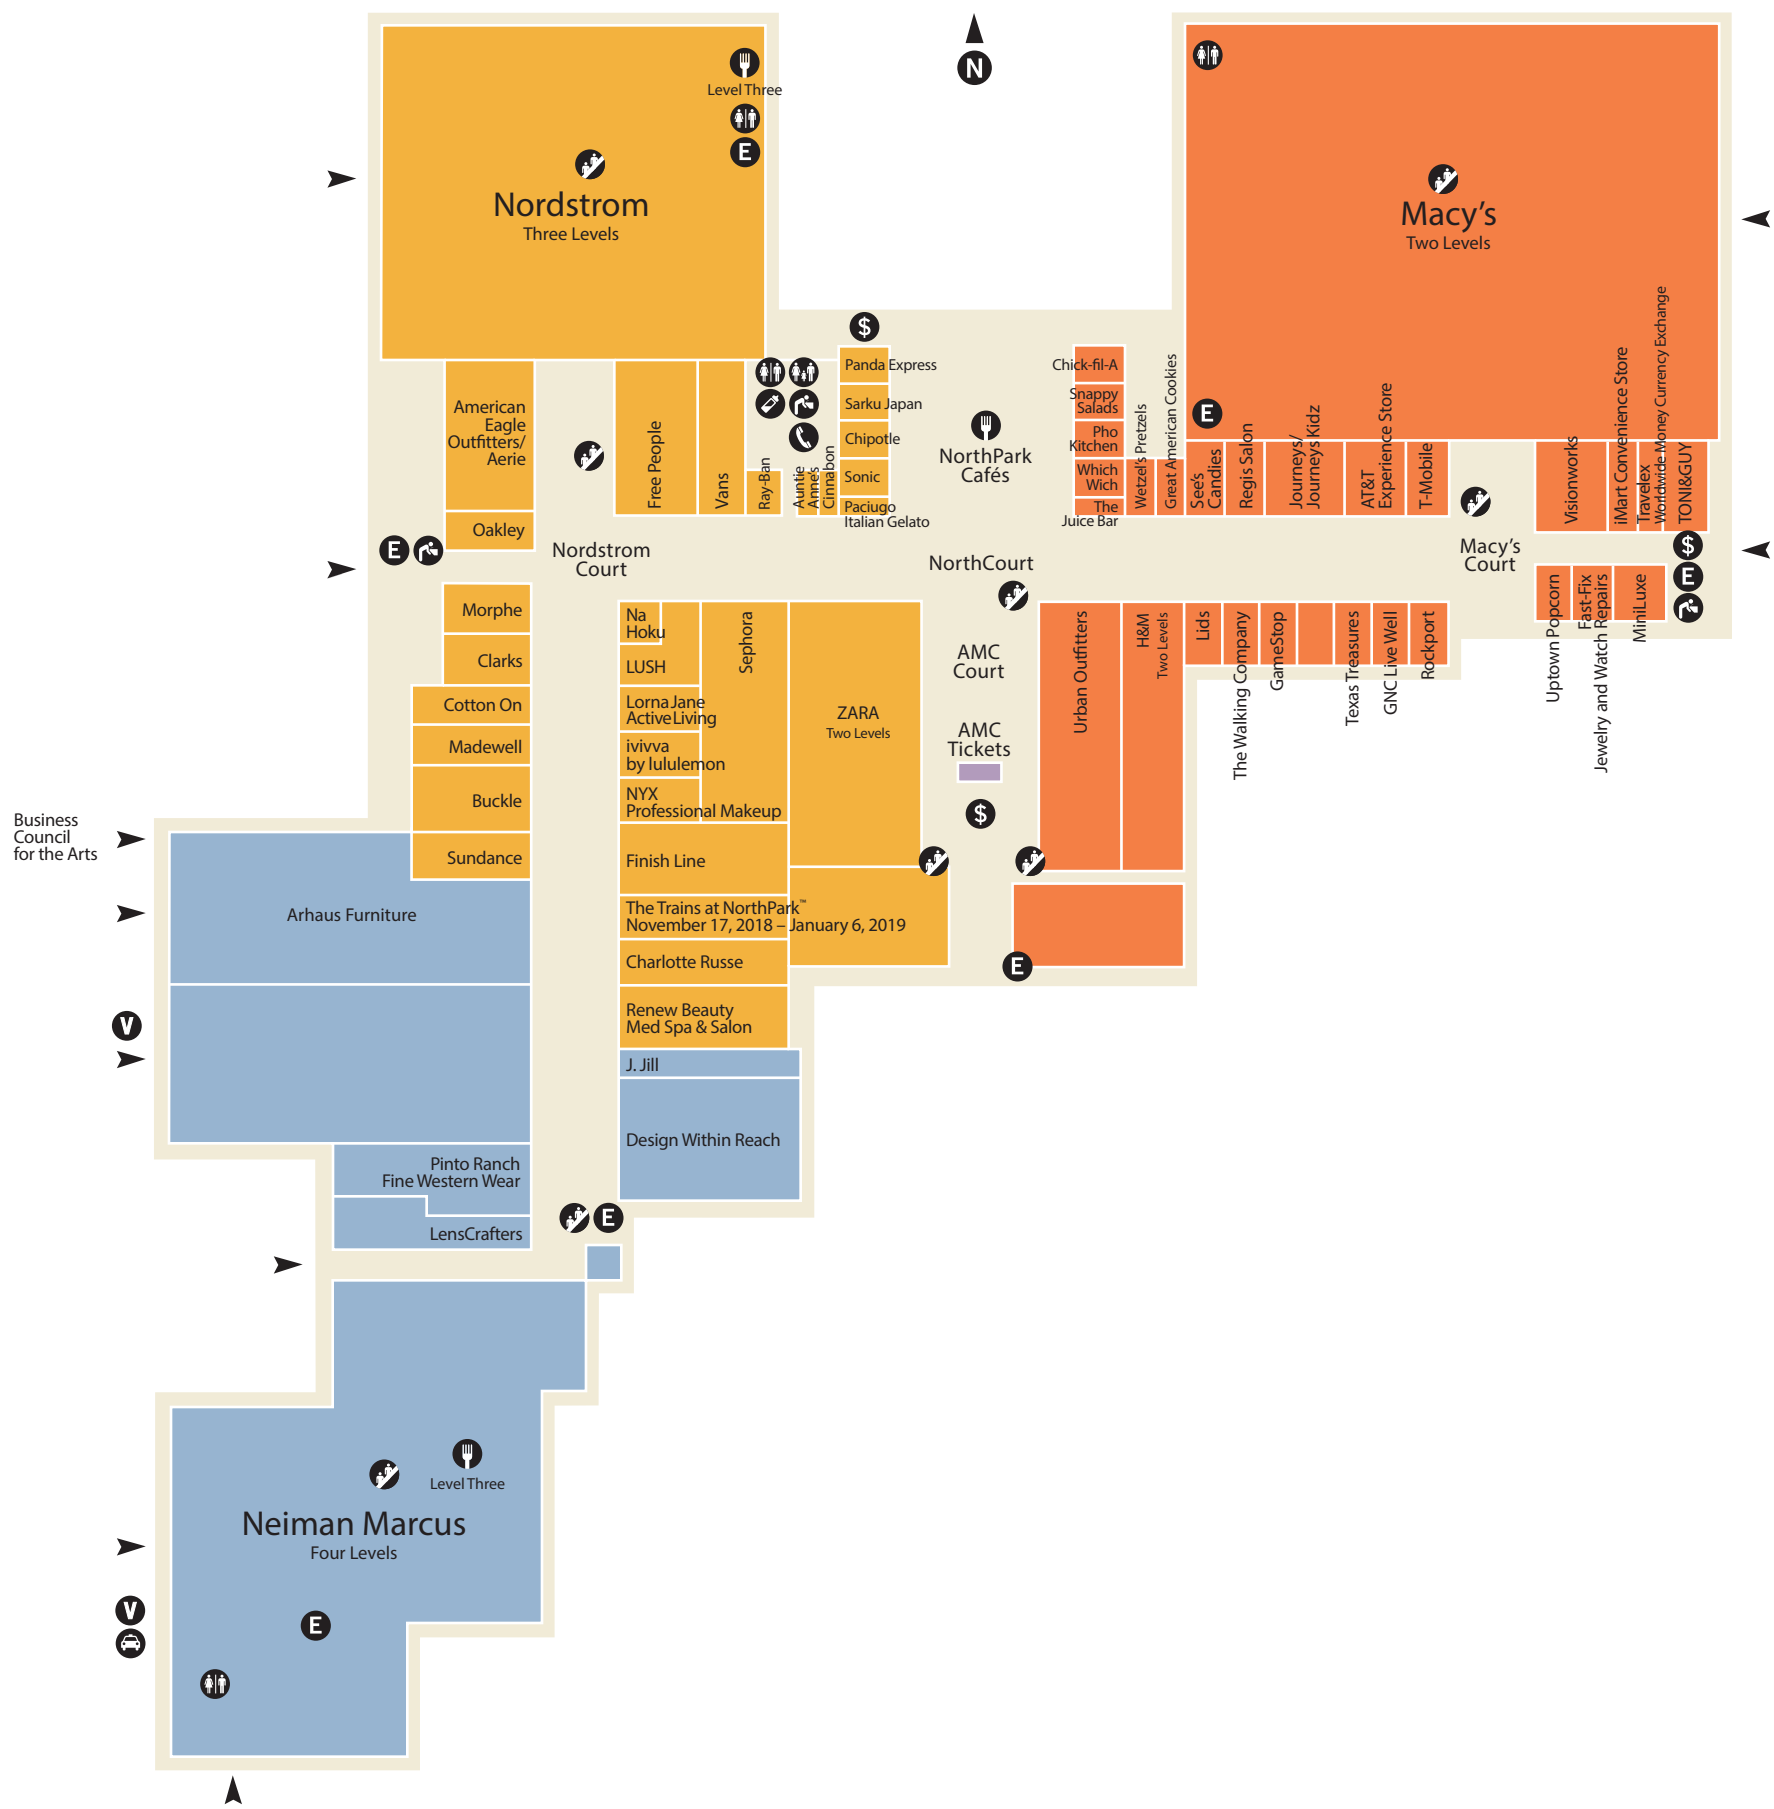 N
Level Three
E
Nordstrom
Three Levels
Macy's
Two Levels
$
Panda Express
Sarku Japan
Chipotle
Sonic
Paciugo
Italian Gelato
American
Eagle
Outfitters/
Aerie
Oakley
Free People
Vans
Ray-Ban
Auntie
Anne's
Cinnabon
NorthPark
Cafés
Chick-fil-A
Snappy
Salads
Pho
Kitchen
Which
Wich
The
Juice Bar
Wetzel's Pretzels
Great American Cookies
E
See's
Candies
Regis Salon
Journeys/
Journeys Kidz
AT&T
Experience Store
T-Mobile
Visionworks
iMart Convenience Store
Travelex
Worldwide Money Currency Exchange
TONI&GUY
E
Nordstrom
Court
NorthCourt
Macy's
Court
$
E
Morphe
Clarks
Cotton On
Madewell
Buckle
Sundance
Na
Hoku
LUSH
Lorna Jane
Active Living
ivivva
by lululemon
NYX
Professional Makeup
Sephora
ZARA
Two Levels
AMC
Court
AMC
Tickets
$
Urban Outfitters
H&M
Two Levels
Lids
The Walking Company
GameStop
Texas Treasures
GNC Live Well
Rockport
Uptown Popcorn
Fast-Fix
Jewelry and Watch Repairs
MiniLuxe
Business
Council
for the Arts
Finish Line
Arhaus Furniture
The Trains at NorthPark™
November 17, 2018 – January 6, 2019
Charlotte Russe
E
Renew Beauty
Med Spa & Salon
V
J. Jill
Design Within Reach
Pinto Ranch
Fine Western Wear
LensCrafters
E
Level Three
Neiman Marcus
Four Levels
V
E